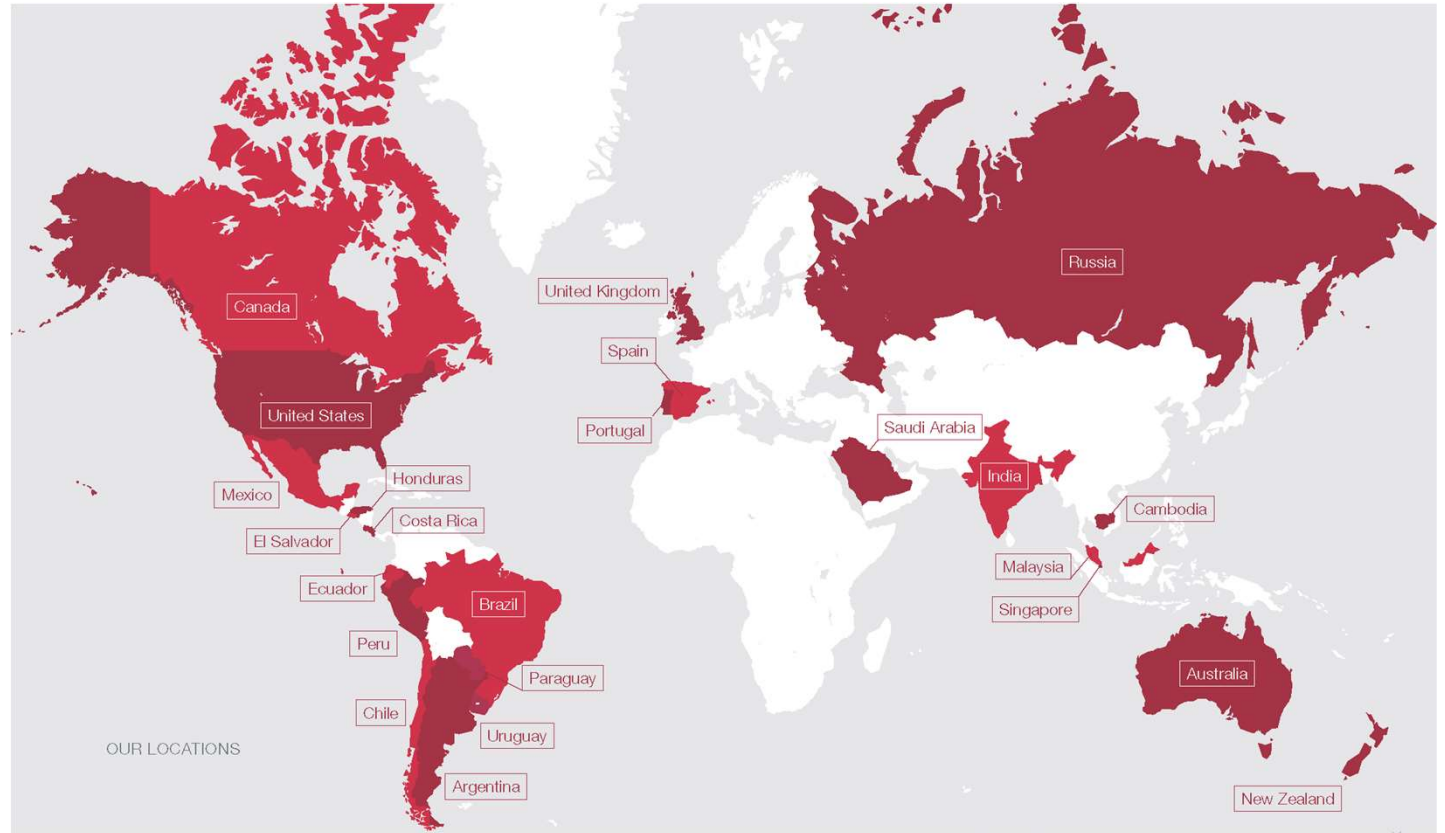 Russia
United Kingdom
Canada
Spain
United States
Portugal
Saudi Arabia
India
Honduras
Mexico
Cambodia
Costa Rica
El Salvador
Malaysia
Ecuador
Brazil
Singapore
Peru
Australia
Paraguay
Chile
Uruguay
OUR LOCATIONS
Argentina
New Zealand